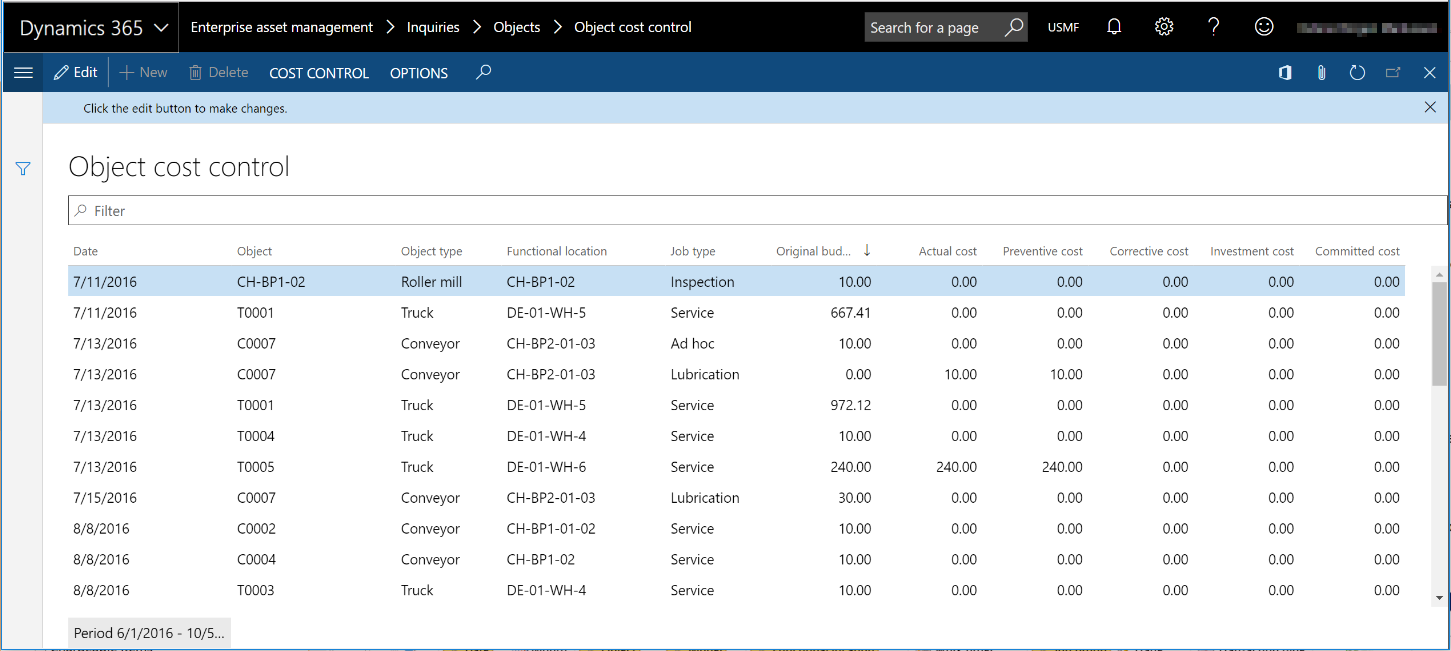 Dynamics 365 Enterprise asset management Inquiries Objects Object cost control Search for a page USMF
Edit New Delete COST CONTROL OPTIONS
Click the edit button to make changes.
Object cost control
Filter
Date Object Object type Functional location Job type Original bud... Actual cost Preventive cost Corrective cost Investment cost Committed cost
7/11/2016 CH-BP1-02 Roller mill CH-BP1-02 Inspection 10.00 0.00 0.00 0.00 0.00 0.00
7/11/2016 T0001 Truck DE-01-WH-5 Service 667.41 0.00 0.00 0.00 0.00 0.00
7/13/2016 C0007 Conveyor CH-BP2-01-03 Ad hoc 10.00 0.00 0.00 0.00 0.00 0.00
7/13/2016 C0007 Conveyor CH-BP2-01-03 Lubrication 0.00 10.00 10.00 0.00 0.00 0.00
7/13/2016 T0001 Truck DE-01-WH-5 Service 972.12 0.00 0.00 0.00 0.00 0.00
7/13/2016 T0004 Truck DE-01-WH-4 Service 10.00 0.00 0.00 0.00 0.00 0.00
7/13/2016 T0005 Truck DE-01-WH-6 Service 240.00 240.00 240.00 0.00 0.00 0.00
7/15/2016 C0007 Conveyor CH-BP2-01-03 Lubrication 30.00 0.00 0.00 0.00 0.00 0.00
8/8/2016 C0002 Conveyor CH-BP1-01-02 Service 10.00 0.00 0.00 0.00 0.00 0.00
8/8/2016 C0004 Conveyor CH-BP1-02 Service 10.00 0.00 0.00 0.00 0.00 0.00
8/8/2016 T0003 Truck DE-01-WH-4 Service 10.00 0.00 0.00 0.00 0.00 0.00
Period 6/1/2016 - 10/5...